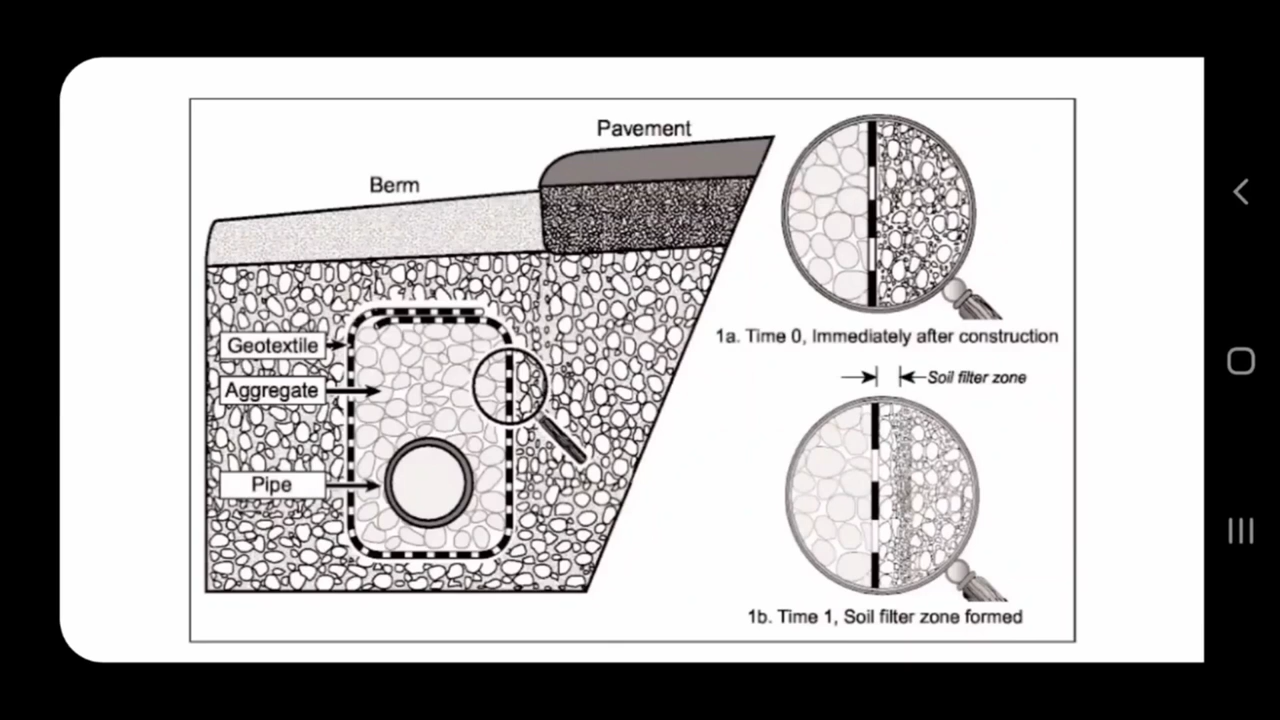 Pavement
Berm
Geotextile
Aggregate
Pipe
1a. Time 0, Immediately after construction
Soil filter zone
1b. Time 1, Soil filter zone formed